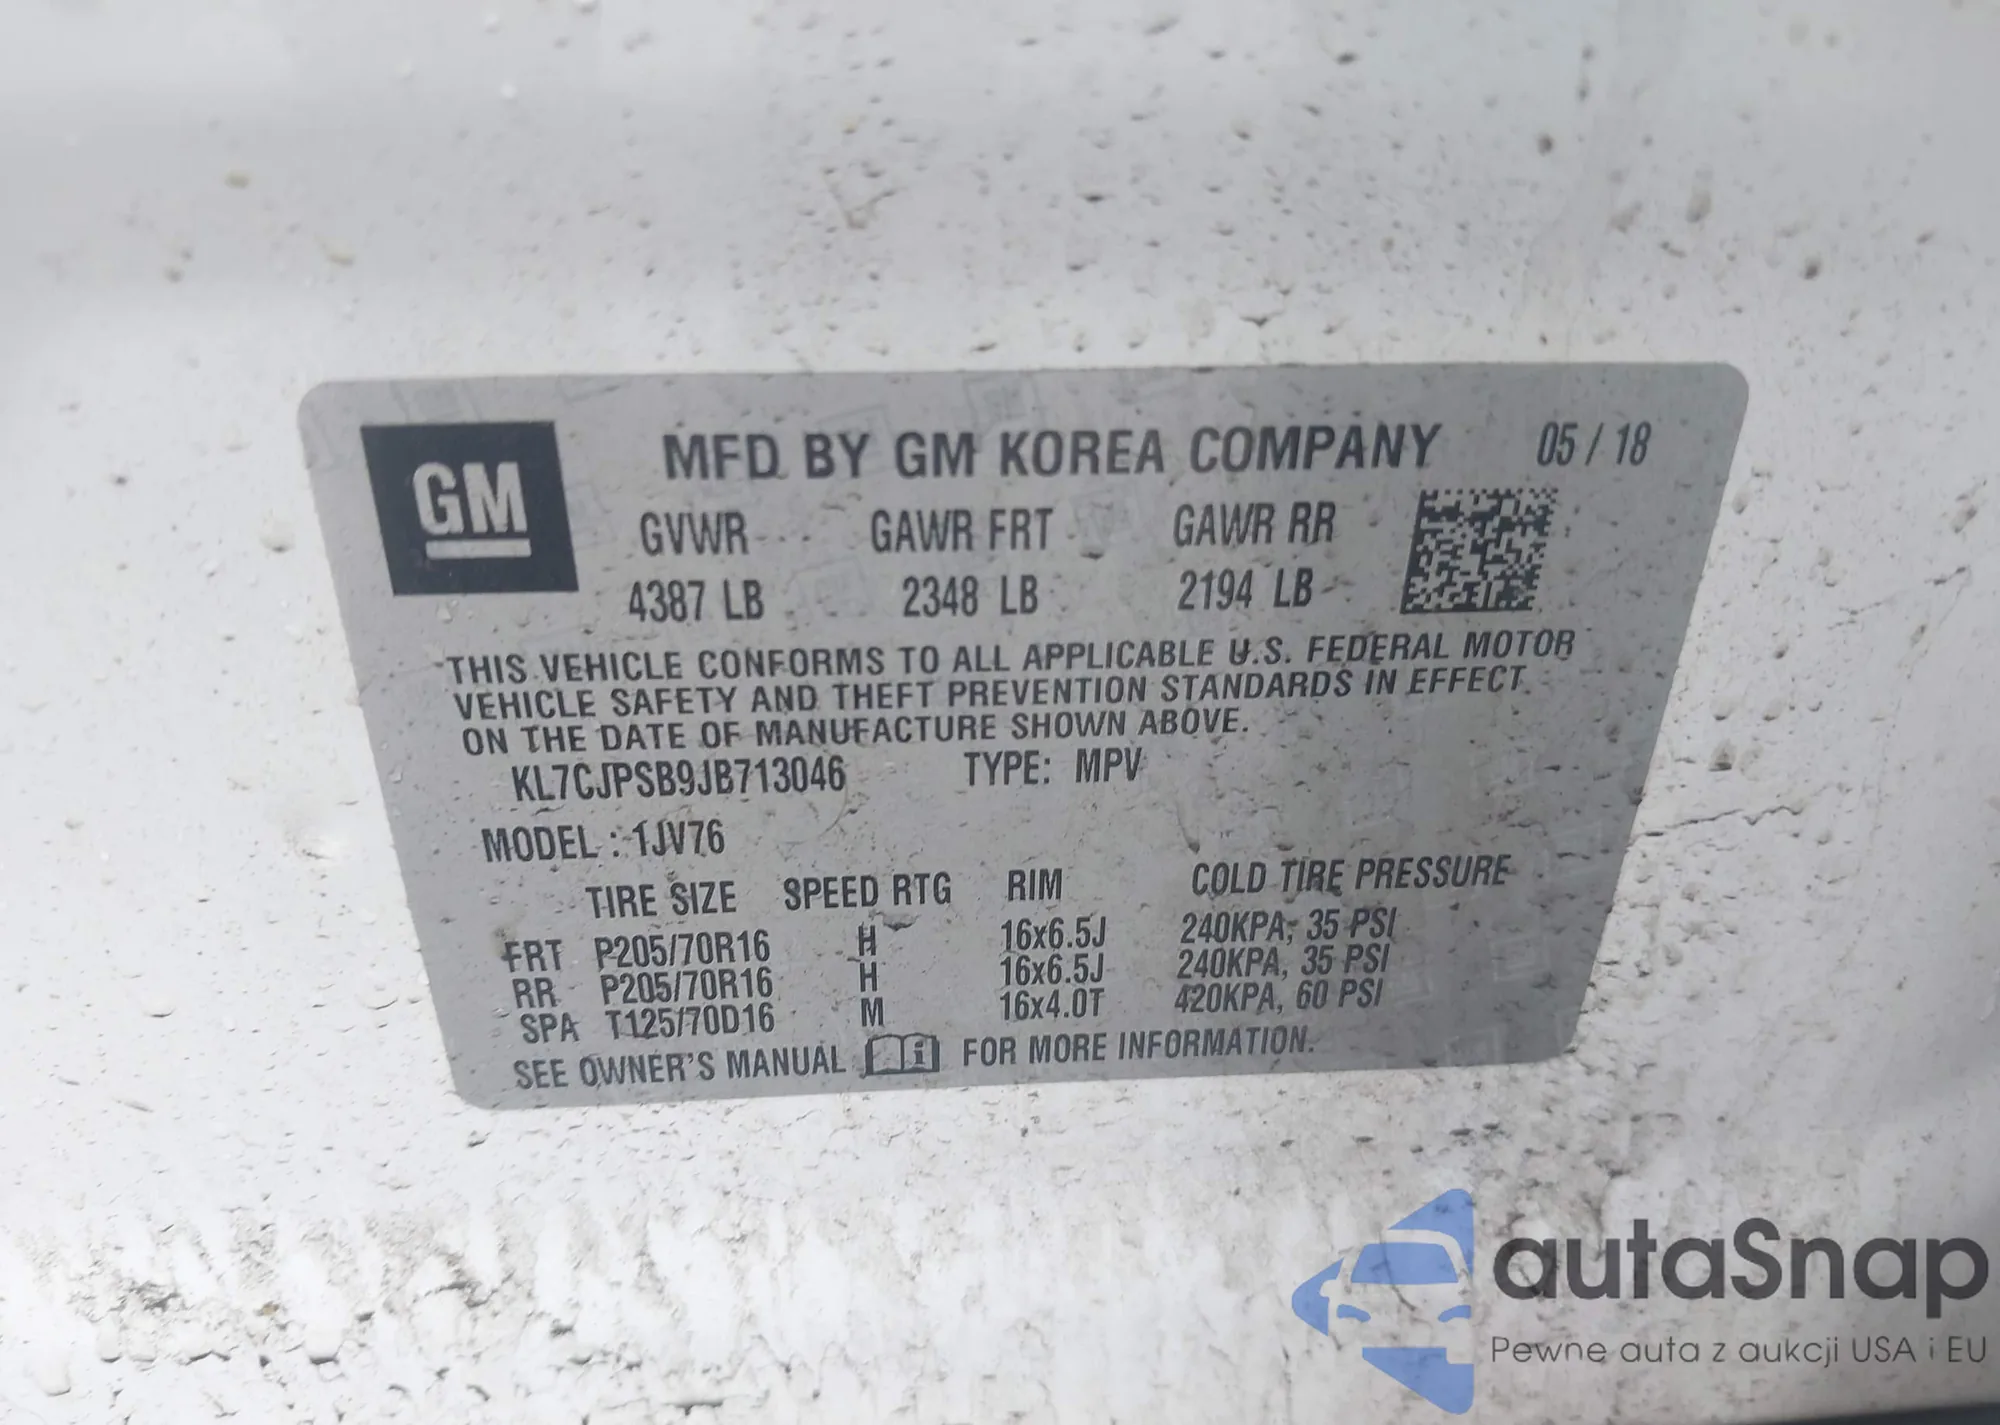 GM
MFD BY GM KOREA COMPANY 05 / 18
GVWR GAWR FRT GAWR RR
4387 LB 2348 LB 2194 LB
THIS VEHICLE CONFORMS TO ALL APPLICABLE U.S. FEDERAL MOTOR
VEHICLE SAFETY AND THEFT PREVENTION STANDARDS IN EFFECT
ON THE DATE OF MANUFACTURE SHOWN ABOVE.
KL7CJPSB9JB713046 TYPE: MPV
MODEL : 1JV76
TIRE SIZE SPEED RTG RIM COLD TIRE PRESSURE
FRT P205/70R16 H 16x6.5J 240KPA, 35 PSI
RR P205/70R16 H 16x6.5J 240KPA, 35 PSI
SPA T125/70D16 M 16x4.0T 420KPA, 60 PSI
SEE OWNER'S MANUAL i FOR MORE INFORMATION.
autaSnap
Pewne auta z aukcji USA i EU